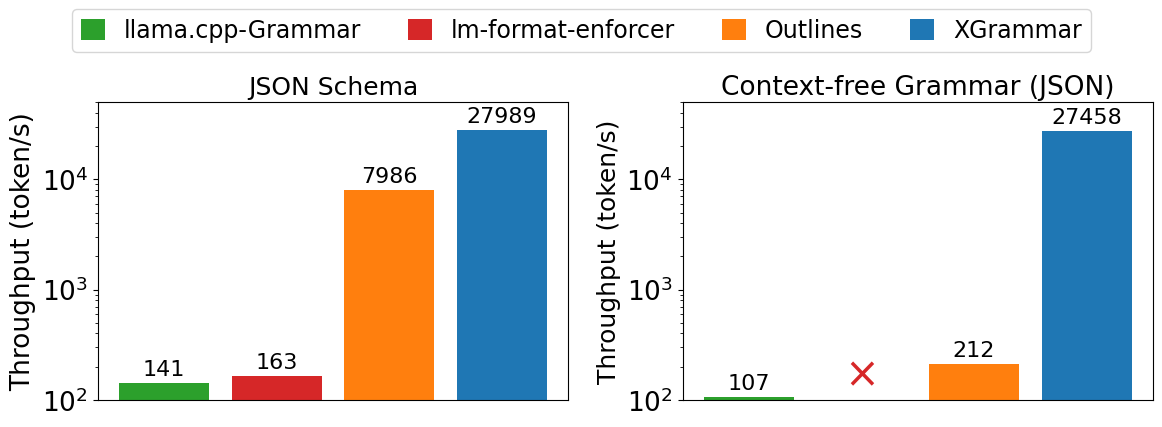 llama.cpp-Grammar lm-format-enforcer Outlines XGrammar
JSON Schema
Throughput (token/s)
10^4
10^3
10^2
141
163
7986
27989
Context-free Grammar (JSON)
Throughput (token/s)
10^4
10^3
10^2
107
212
27458